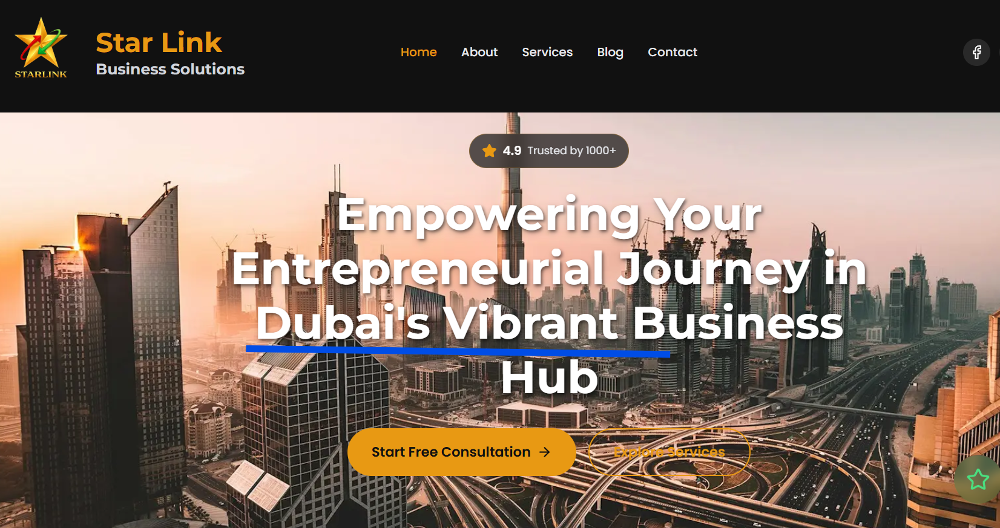 STARLINK
Star Link
Business Solutions
Home About Services Blog Contact
4.9 Trusted by 1000+
Empowering Your
Entrepreneurial Journey in
Dubai's Vibrant Business
Hub
Start Free Consultation →
Explore Services